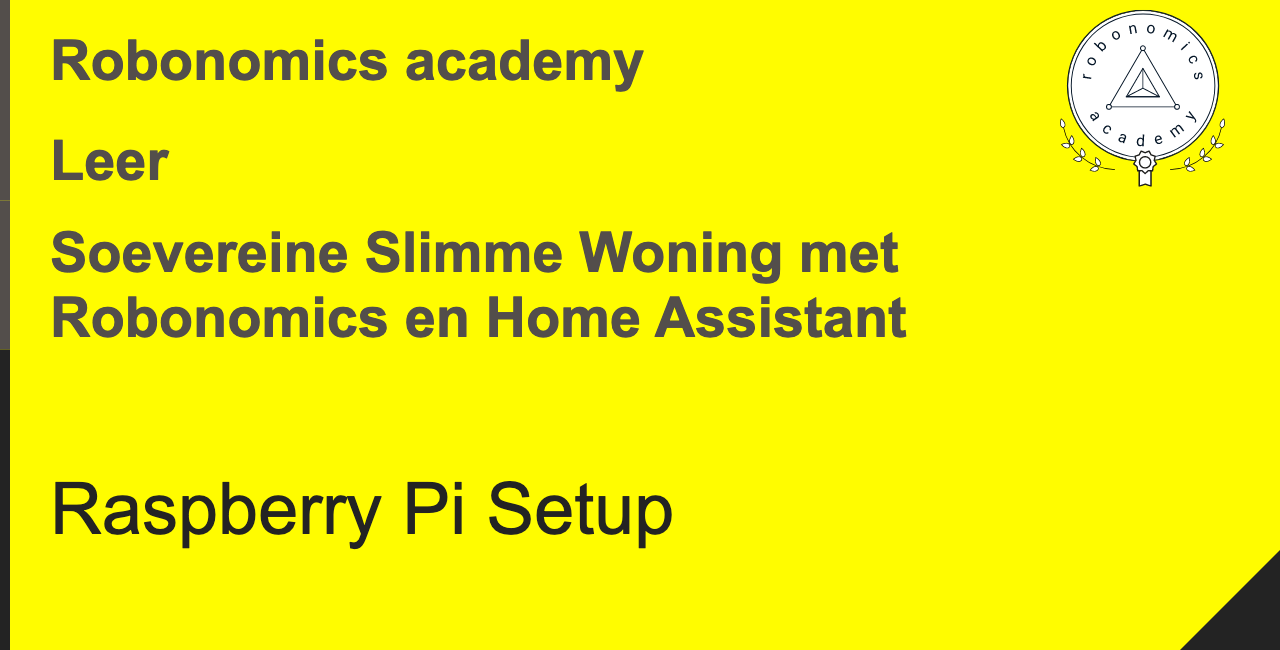 Robonomics academy
robonomics
academy
Leer
Soevereine Slimme Woning met
Robonomics en Home Assistant
Raspberry Pi Setup